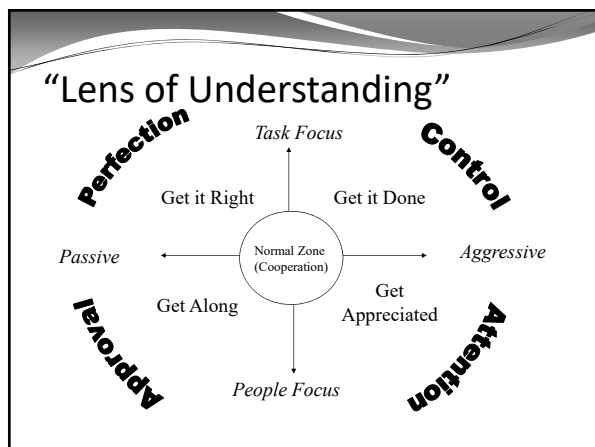 “Lens of Understanding”
Perfection
Task Focus
Control
Get it Right
Get it Done
Passive
Normal Zone
(Cooperation)
Aggressive
Get Along
Get
Appreciated
Approval
People Focus
Attention